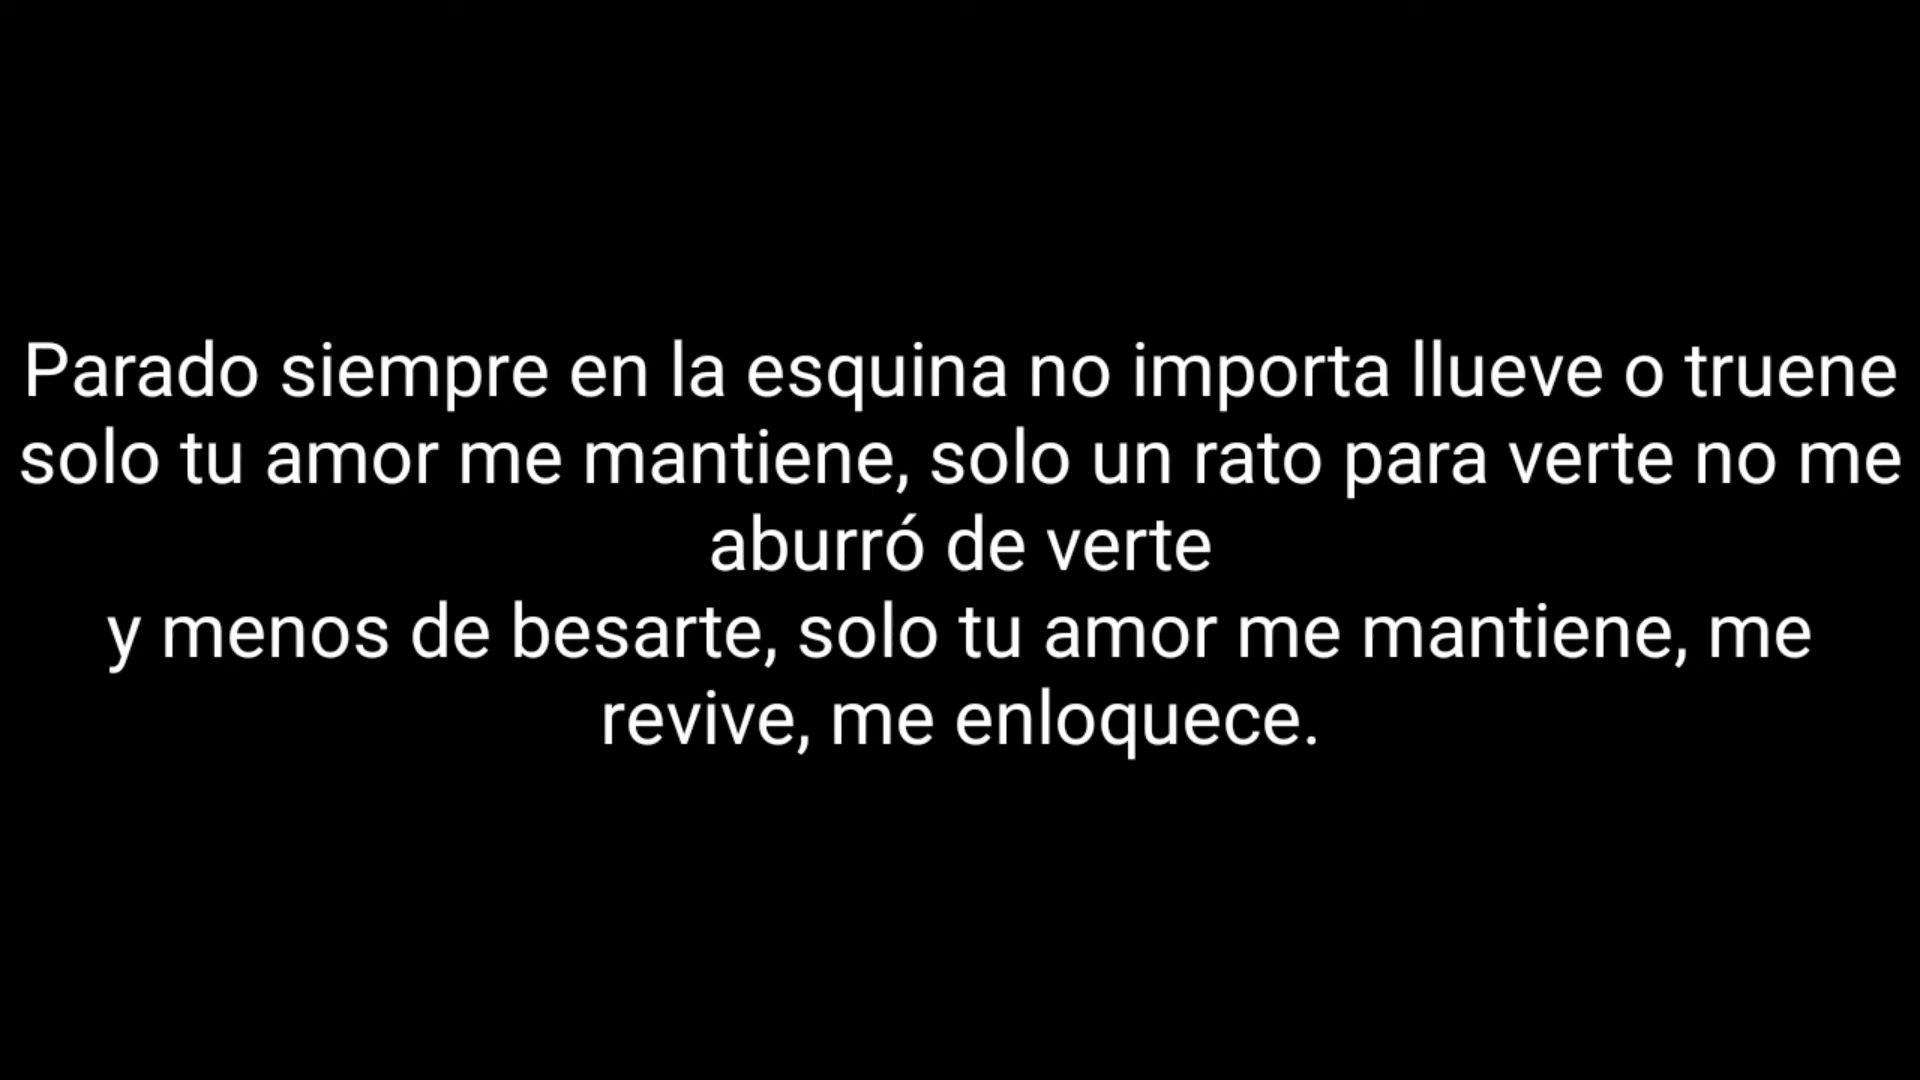 Parado siempre en la esquina no importa llueve o truene
solo tu amor me mantiene, solo un rato para verte no me
aburró de verte
y menos de besarte, solo tu amor me mantiene, me
revive, me enloquece.